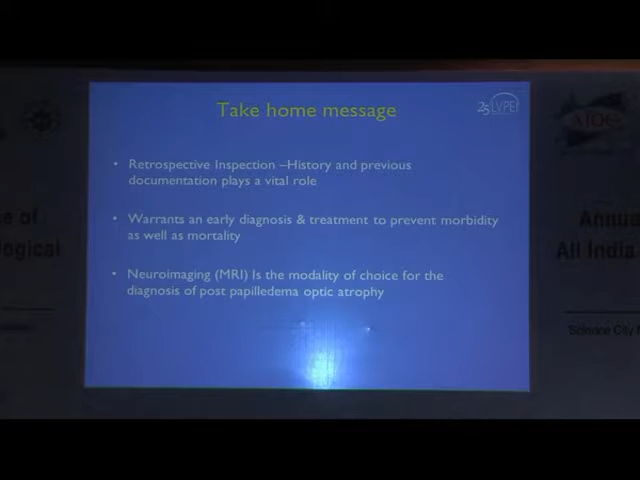 Take home message
25 LVPEI
• Retrospective Inspection –History and previous
documentation plays a vital role
• Warrants an early diagnosis & treatment to prevent morbidity
as well as mortality
• Neuroimaging (MRI) Is the modality of choice for the
diagnosis of post papilledema optic atrophy
e of
ological
AIOC
Annua
All India
Science City